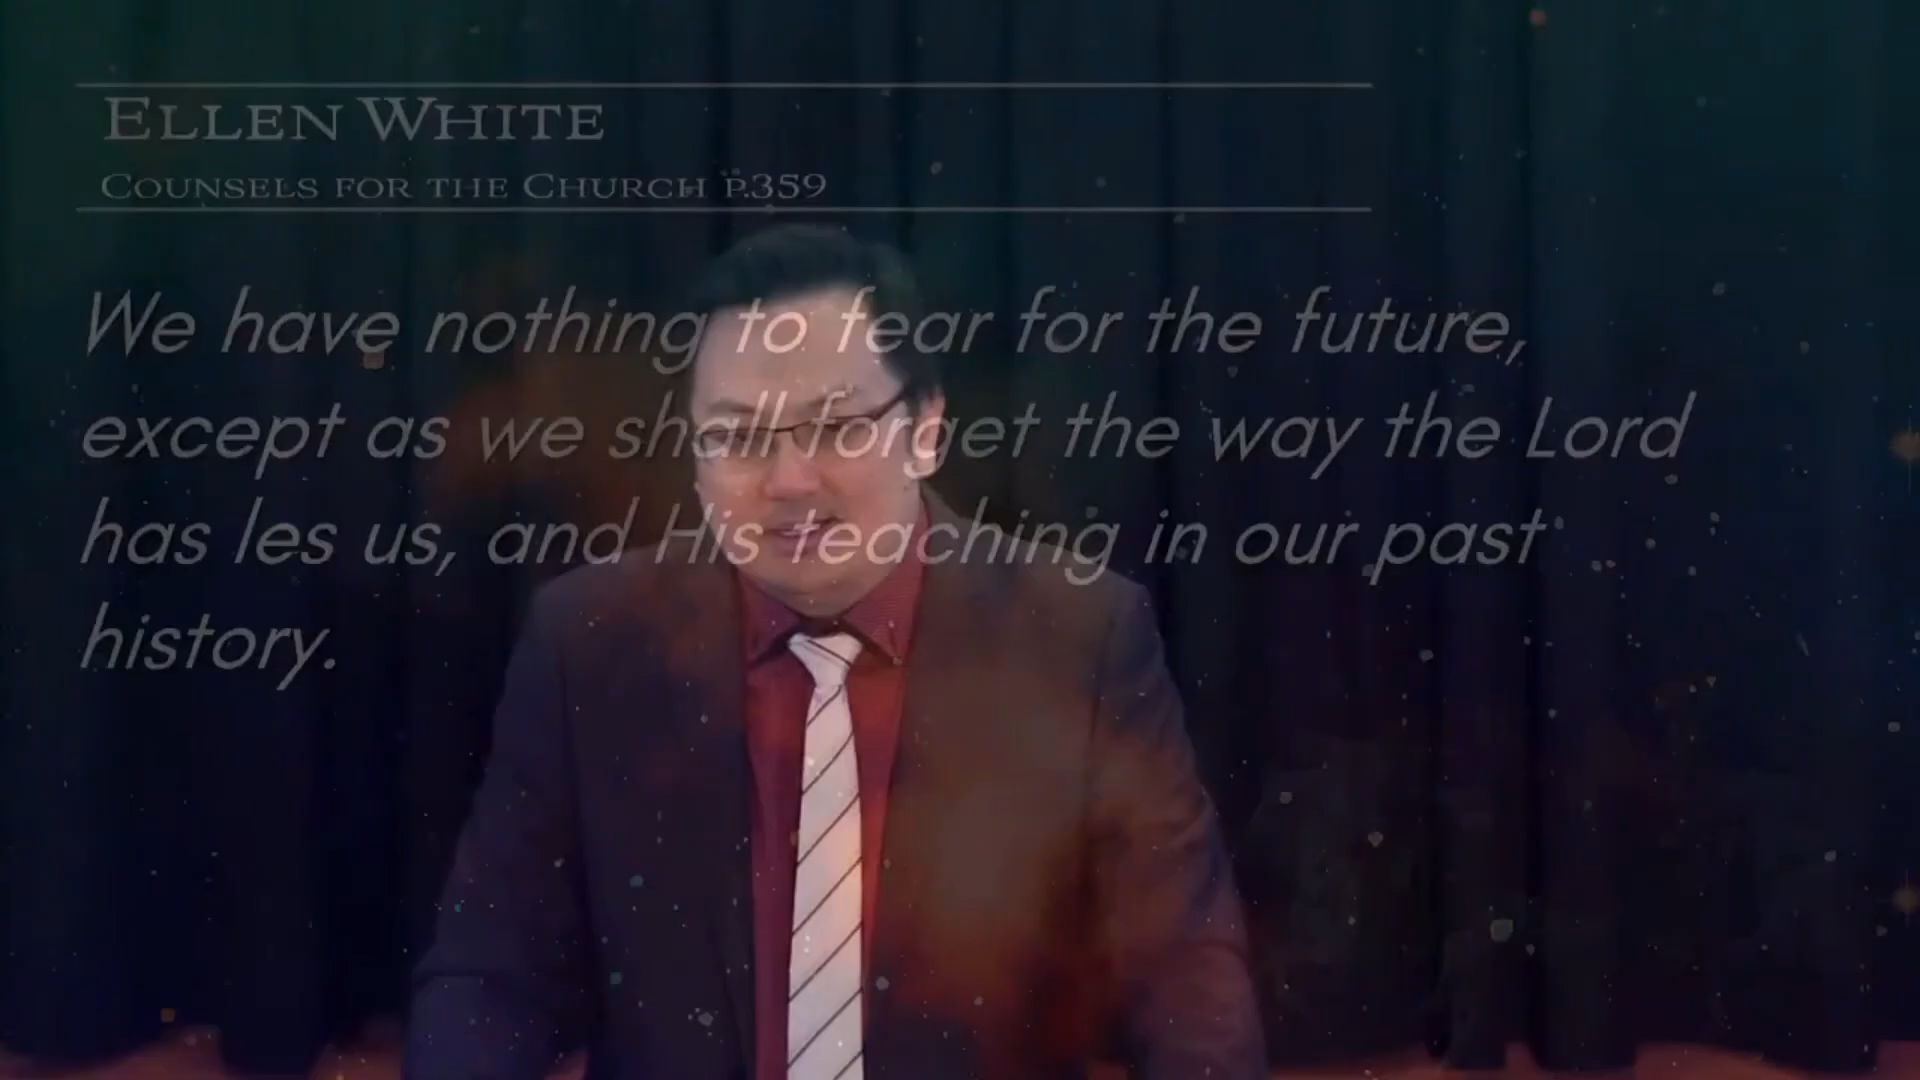 ELLEN WHITE
COUNSELS FOR THE CHURCH P.359
We have nothing to fear for the future,
except as we shall forget the way the Lord
has les us, and His teaching in our past
history.